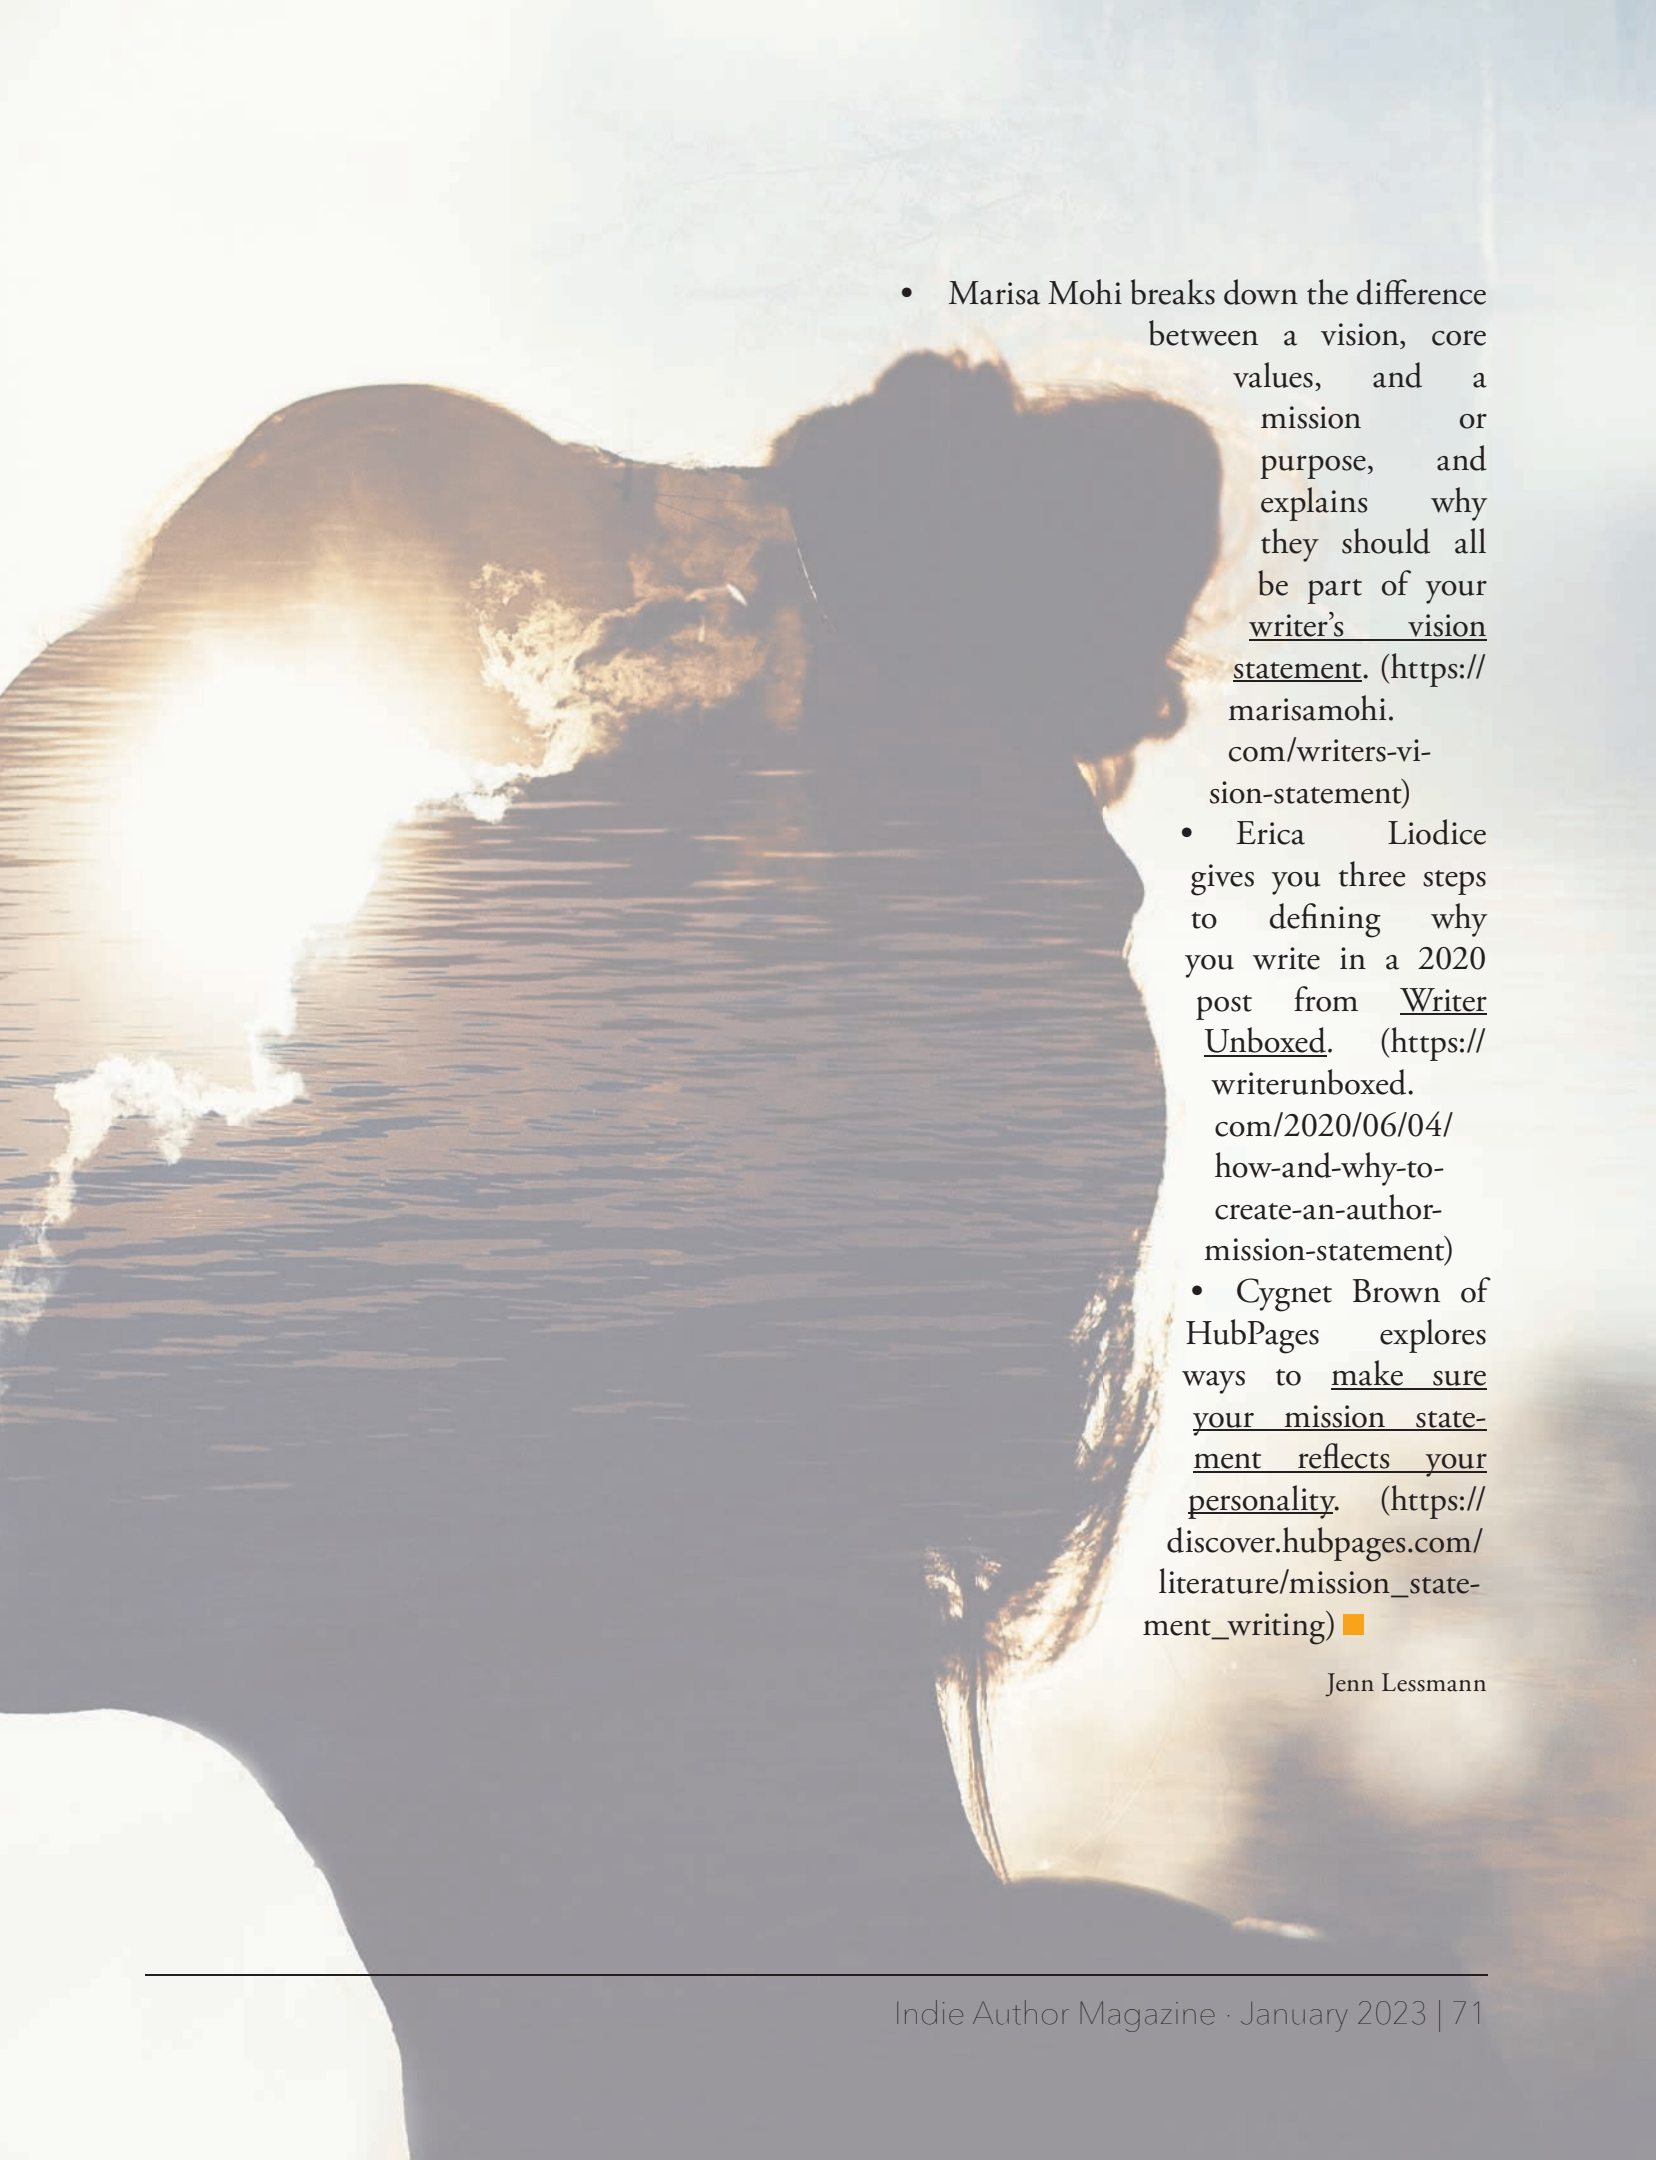 • Marisa Mohi breaks down the difference
between a vision, core
values, and a
mission or
purpose, and
explains why
they should all
be part of your
writer’s vision
statement. (https://
marisamohi.
com/writers-vi-
sion-statement)
• Erica Liodice
gives you three steps
to defining why
you write in a 2020
post from Writer
Unboxed. (https://
writerunboxed.
com/2020/06/04/
how-and-why-to-
create-an-author-
mission-statement)
• Cygnet Brown of
HubPages explores
ways to make sure
your mission state-
ment reflects your
personality. (https://
discover.hubpages.com/
literature/mission_state-
ment_writing)
Jenn Lessmann
Indie Author Magazine · January 2023 | 71